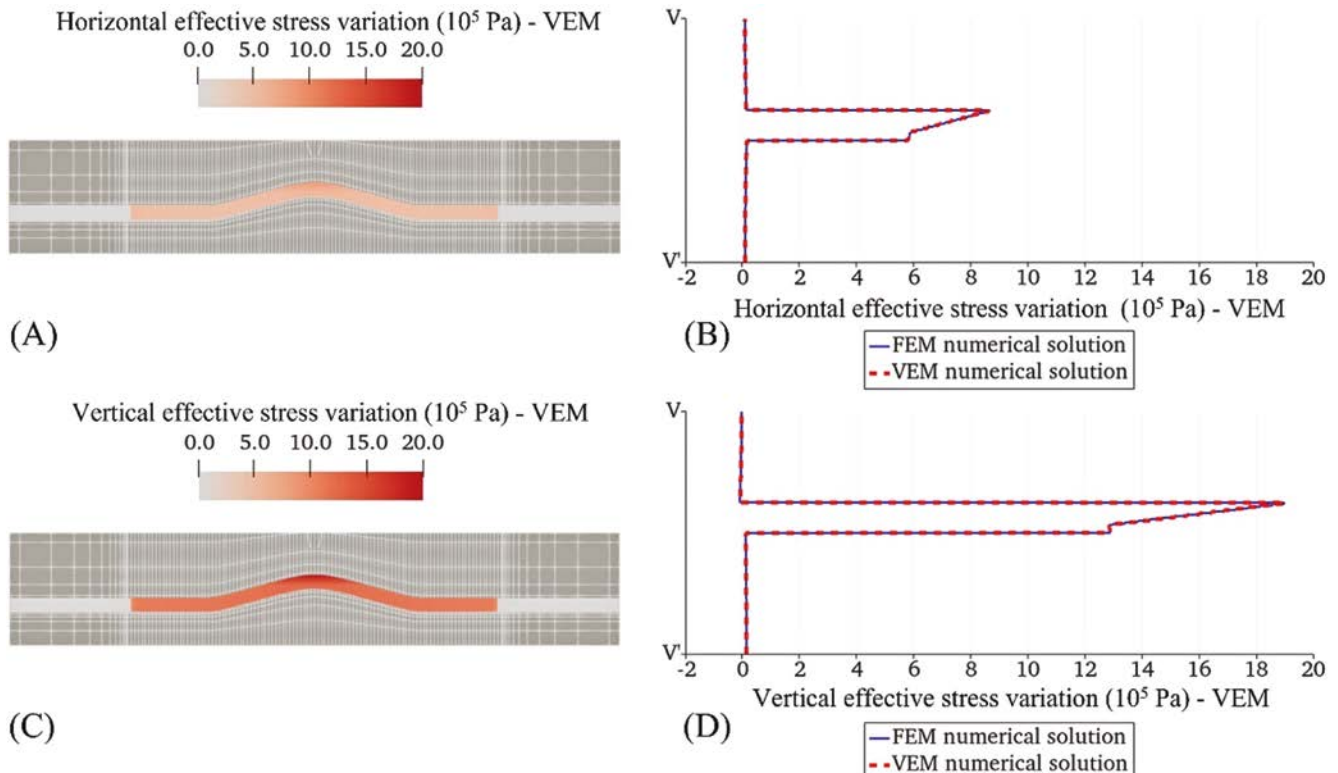 Horizontal effective stress variation (10⁵ Pa) - VEM
0.0 5.0 10.0 15.0 20.0
(A)
V
V'
-2 0 2 4 6 8 10 12 14 16 18 20
Horizontal effective stress variation (10⁵ Pa) - VEM
(B)
FEM numerical solution
VEM numerical solution
Vertical effective stress variation (10⁵ Pa) - VEM
0.0 5.0 10.0 15.0 20.0
(C)
V
V'
-2 0 2 4 6 8 10 12 14 16 18 20
Vertical effective stress variation (10⁵ Pa) - VEM
(D)
FEM numerical solution
VEM numerical solution